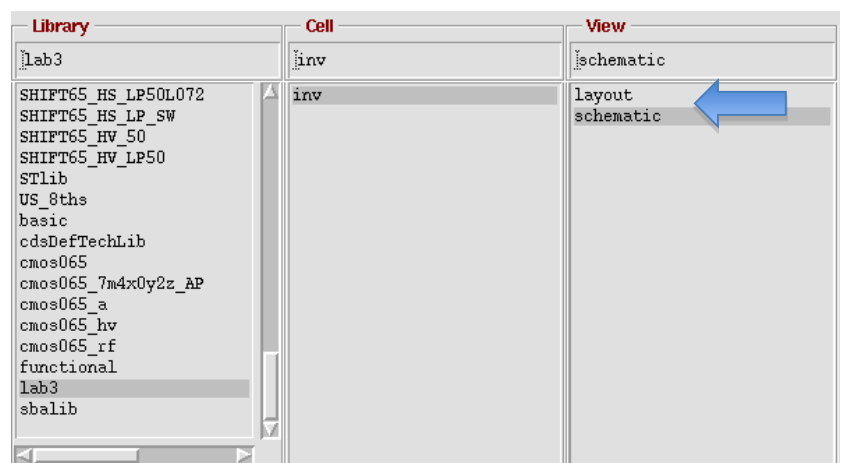 Library
lab3
SHIFT65_HS_LP50L072
SHIFT65_HS_LP_SW
SHIFT65_HV_50
SHIFT65_HV_LP50
STlib
US_8ths
basic
cdsDefTechLib
cmos065
cmos065_7m4x0y2z_AP
cmos065_a
cmos065_hv
cmos065_rf
functional
lab3
sbalib
Cell
inv
inv
View
schematic
layout
schematic